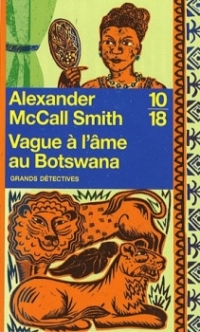 Alexander
McCall Smith
10
18
Vague à l'âme
au Botswana
GRANDS DÉTECTIVES